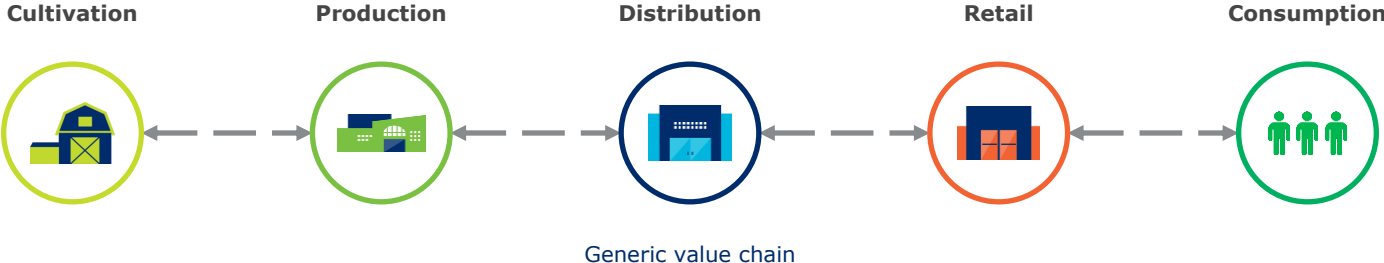 Cultivation Production Distribution Retail Consumption
Generic value chain